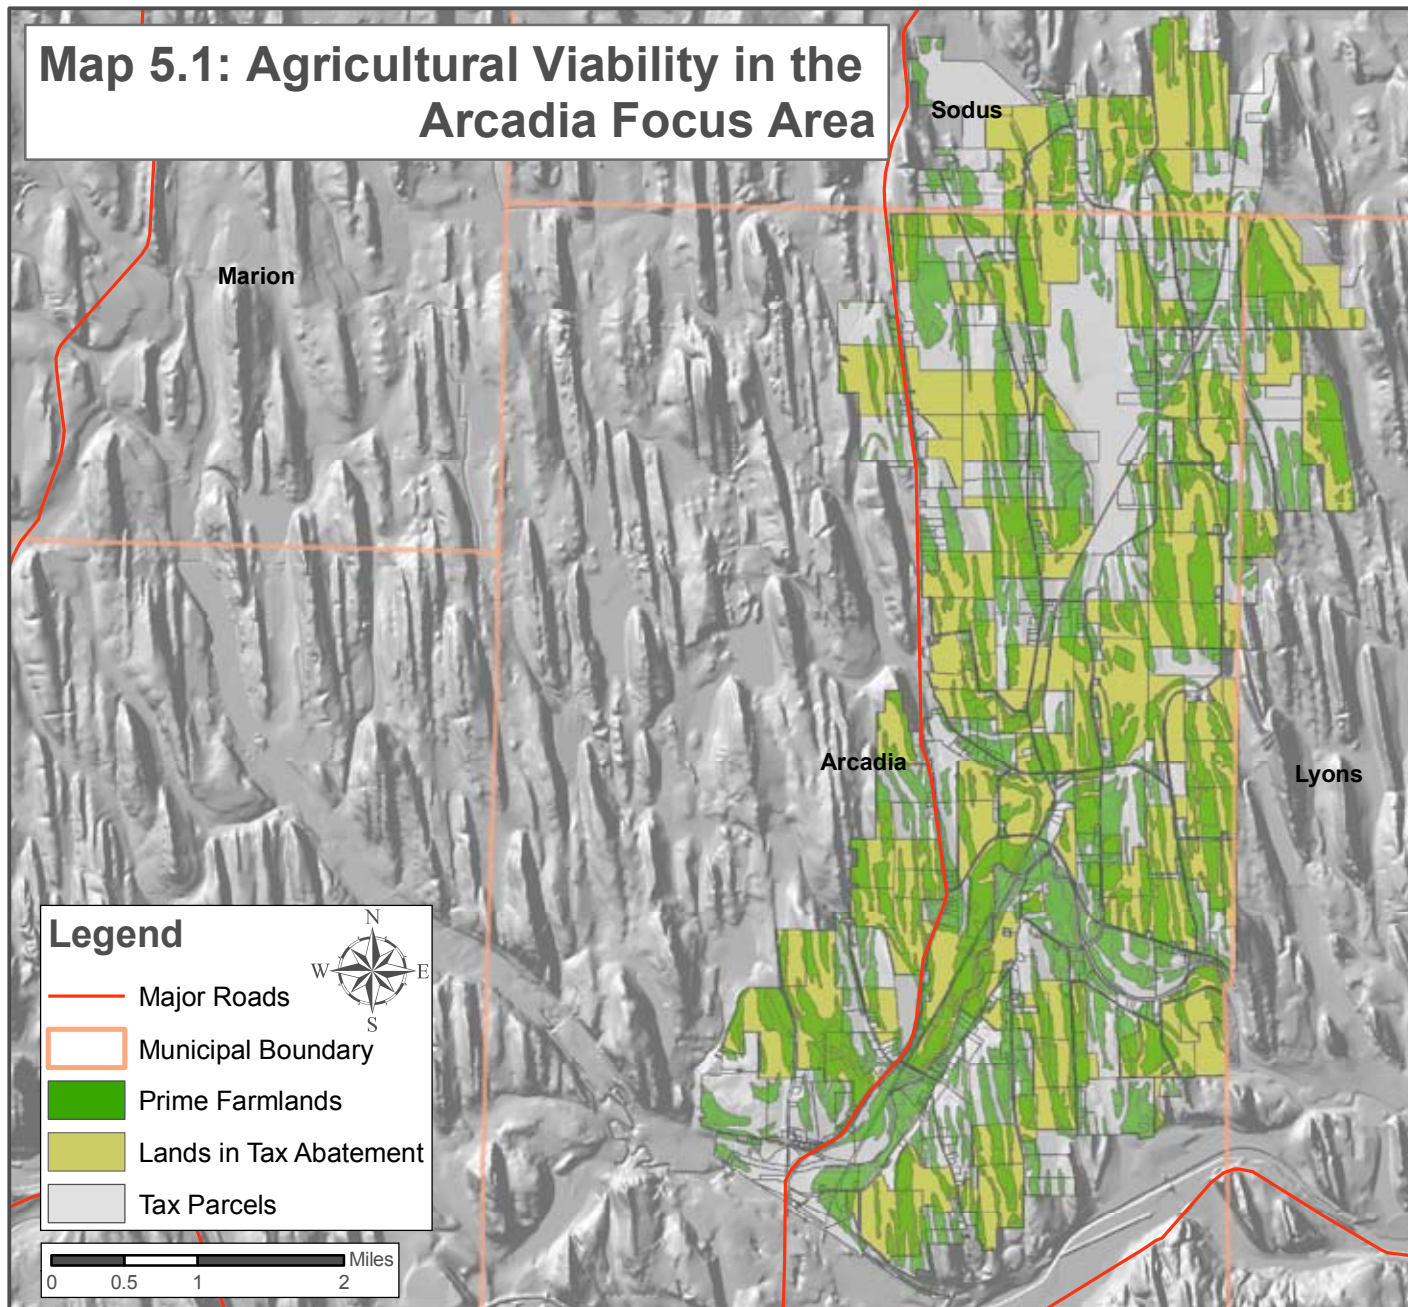 Map 5.1: Agricultural Viability in the
Arcadia Focus Area
Sodus
Marion
Arcadia
Lyons
Legend
N
W E
S
Major Roads
Municipal Boundary
Prime Farmlands
Lands in Tax Abatement
Tax Parcels
Miles
0 0.5 1 2